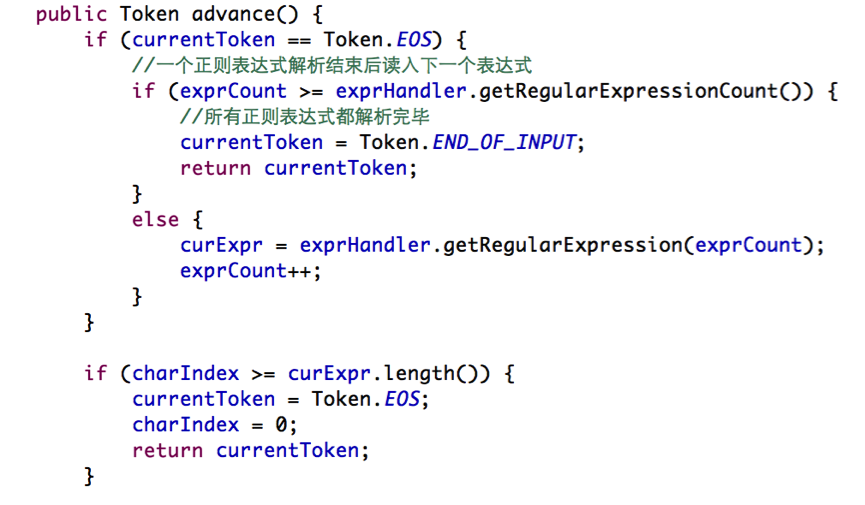 public Token advance() {
if (currentToken == Token.EOS) {
//一个正则表达式解析结束后读入下一个表达式
if (exprCount >= exprHandler.getRegularExpressionCount()) {
//所有正则表达式都解析完毕
currentToken = Token.END_OF_INPUT;
return currentToken;
}
else {
curExpr = exprHandler.getRegularExpression(exprCount);
exprCount++;
}
}
if (charIndex >= curExpr.length()) {
currentToken = Token.EOS;
charIndex = 0;
return currentToken;
}